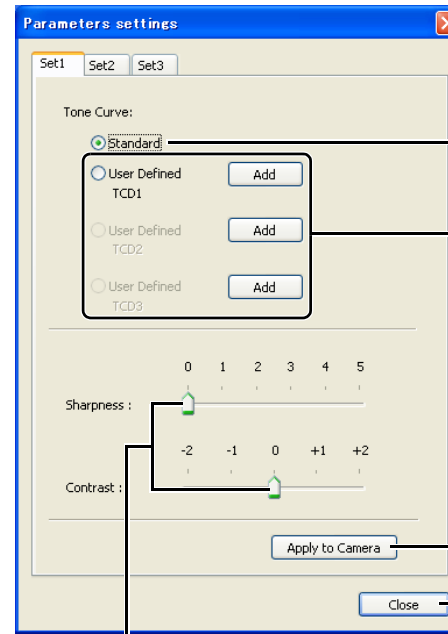 Parameters settings
Set1 Set2 Set3
Tone Curve:
Standard
User Defined Add
TCD1
User Defined Add
TCD2
User Defined Add
TCD3
0 1 2 3 4 5
Sharpness :
-2 -1 0 +1 +2
Contrast :
Apply to Camera
Close